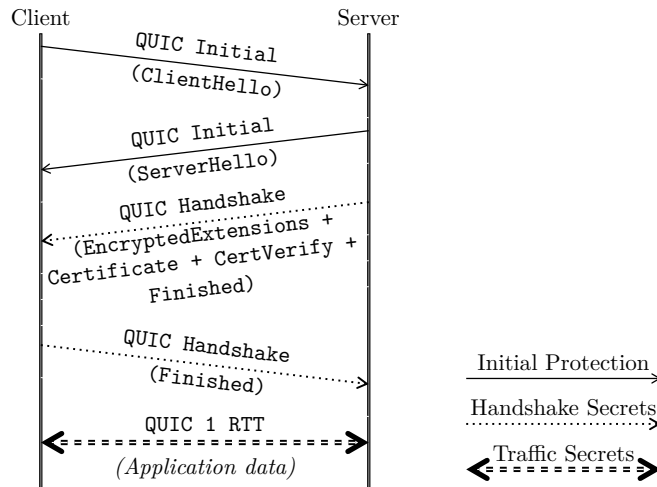 Client Server
QUIC Initial
(ClientHello)
QUIC Initial
(ServerHello)
QUIC Handshake
(EncryptedExtensions +
Certificate + CertVerify +
Finished)
QUIC Handshake
(Finished)
QUIC 1 RTT
(Application data)
Initial Protection
Handshake Secrets
Traffic Secrets